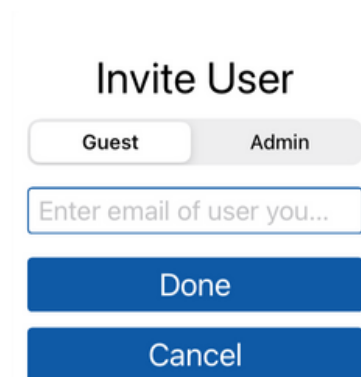 Invite User
Guest Admin
Enter email of user you...
Done
Cancel